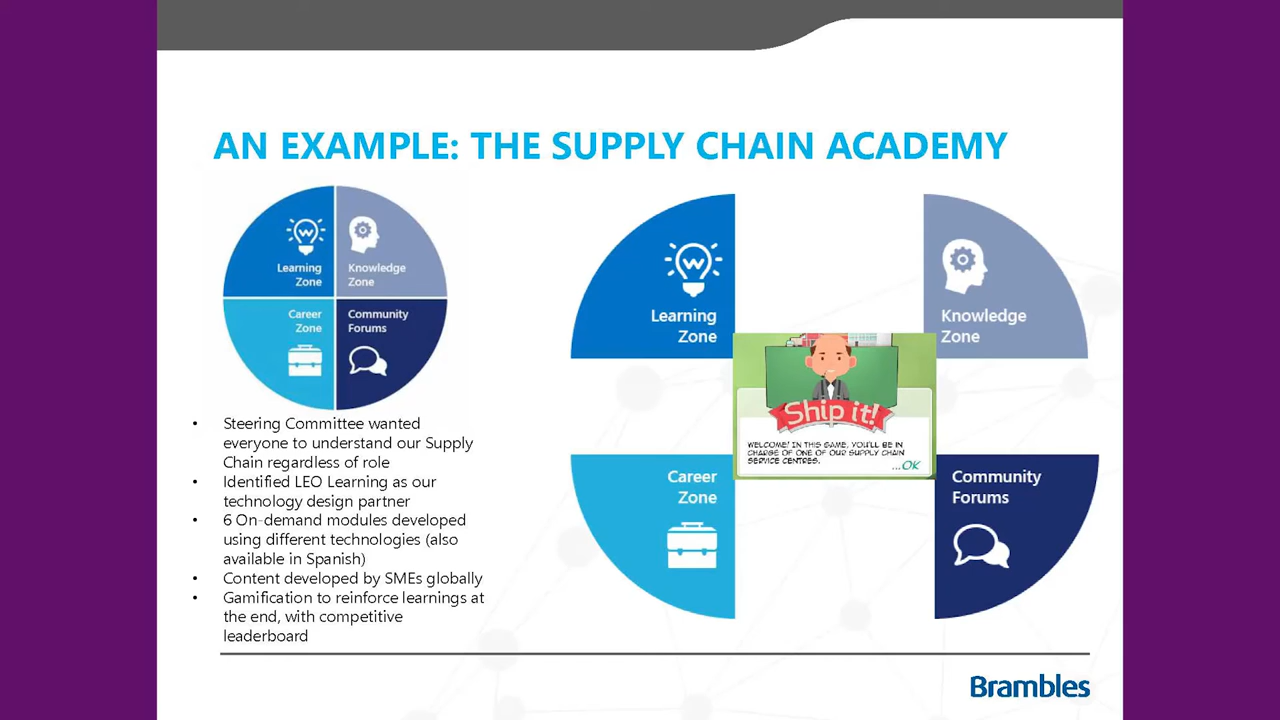 AN EXAMPLE: THE SUPPLY CHAIN ACADEMY
Learning
Zone
Knowledge
Zone
Career
Zone
Community
Forums
• Steering Committee wanted
everyone to understand our Supply
Chain regardless of role
• Identified LEO Learning as our
technology design partner
• 6 On-demand modules developed
using different technologies (also
available in Spanish)
• Content developed by SMEs globally
• Gamification to reinforce learnings at
the end, with competitive
leaderboard
Learning
Zone
Knowledge
Zone
Ship it!
WELCOME! IN THIS GAME, YOU'LL BE IN
CHARGE OF ONE OF OUR SUPPLY CHAIN
SERVICE CENTRES.
...OK
Career
Zone
Community
Forums
Brambles